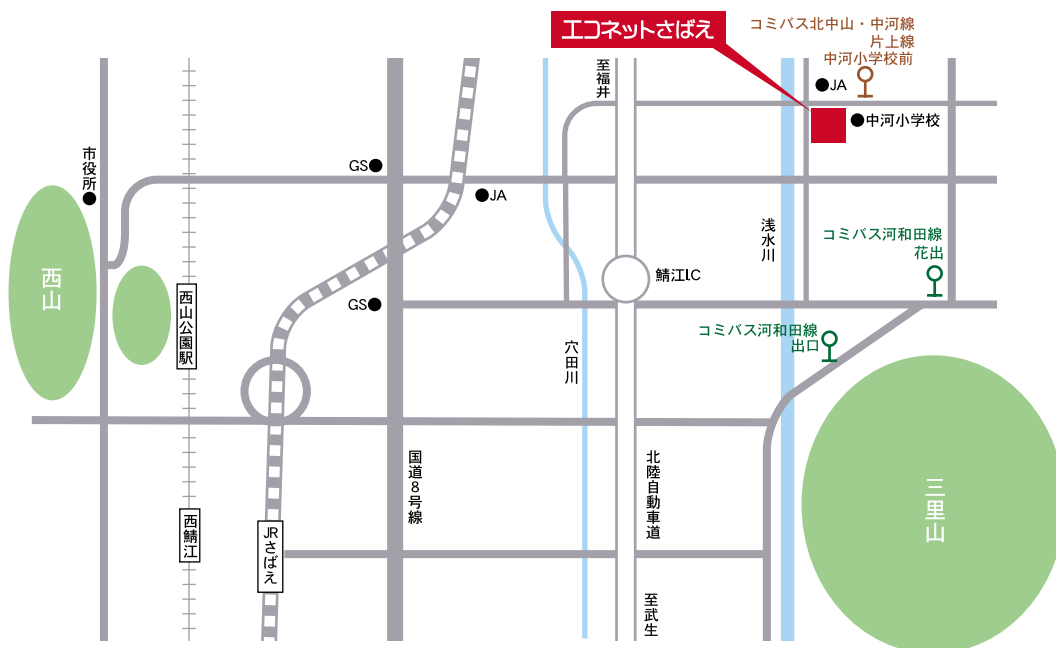 エコネットさばえ
コミバス北中山・中河線
片上線
中河小学校前
JA
中河小学校
至福井
市役所
GS
JA
浅水川
コミバス河和田線
花出
西山
鯖江I.C
西山公園駅
GS
コミバス河和田線
出口
穴田川
国道8号線
北陸自動車道
三里山
西鯖江
JRさばえ
至武生